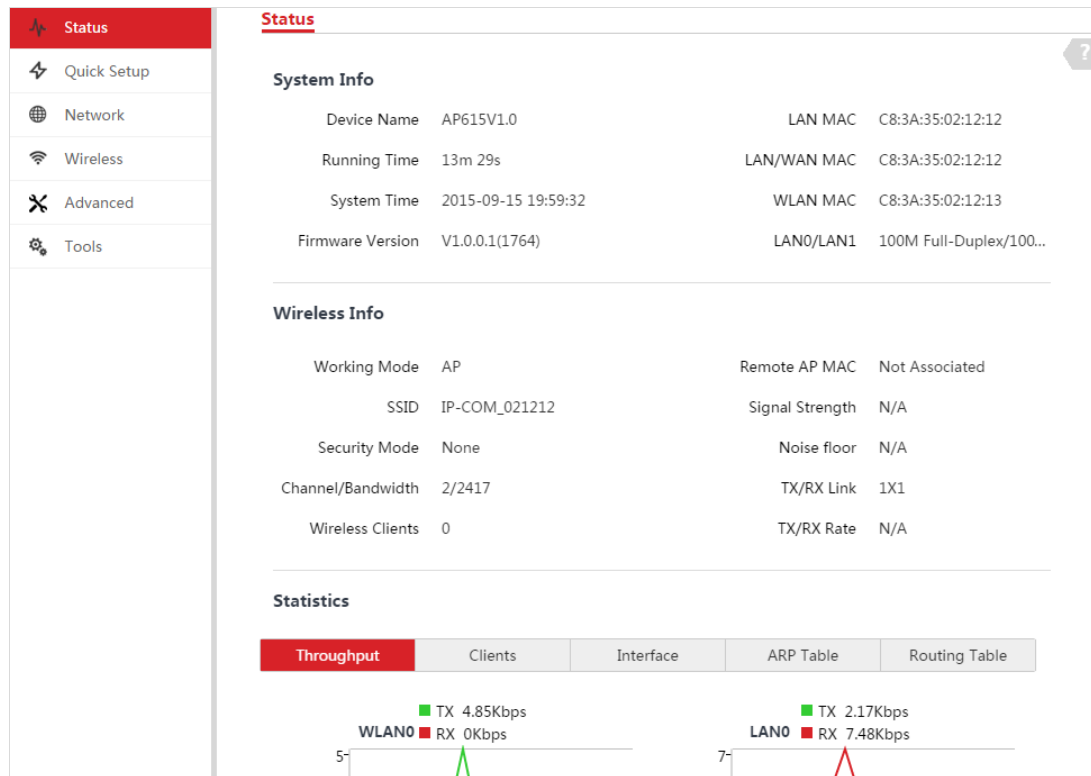 Status
Quick Setup
Network
Wireless
Advanced
Tools
Status
?
System Info
Device Name AP615V1.0 LAN MAC C8:3A:35:02:12:12
Running Time 13m 29s LAN/WAN MAC C8:3A:35:02:12:12
System Time 2015-09-15 19:59:32 WLAN MAC C8:3A:35:02:12:13
Firmware Version V1.0.0.1(1764) LAN0/LAN1 100M Full-Duplex/100...
Wireless Info
Working Mode AP Remote AP MAC Not Associated
SSID IP-COM_021212 Signal Strength N/A
Security Mode None Noise floor N/A
Channel/Bandwidth 2/2417 TX/RX Link 1X1
Wireless Clients 0 TX/RX Rate N/A
Statistics
Throughput Clients Interface ARP Table Routing Table
TX 4.85Kbps TX 2.17Kbps
WLAN0 RX 0Kbps LAN0 RX 7.48Kbps
5 7